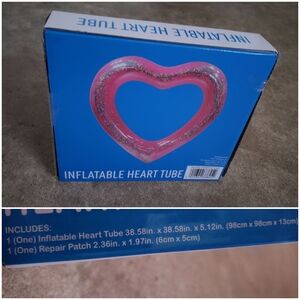 INFLATABLE HEART TUBE
INFLATABLE HEART TUBE
INCLUDES:
1 (One) Inflatable Heart Tube 38.58in. x 38.58in. x 5.12in. (98cm x 98cm x 13cm)
1 (One) Repair Patch 2.36in. x 1.97in. (6cm x 5cm)